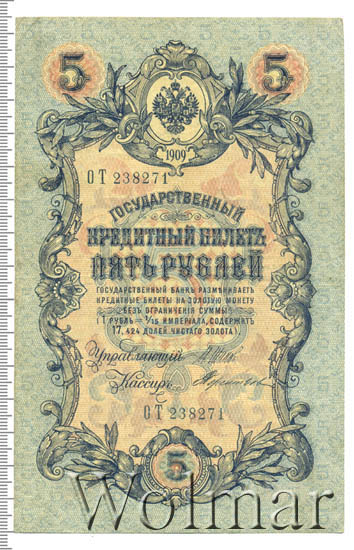 5 5
1909
ОТ 238271
ГОСУДАРСТВЕННЫЙ
КРЕДИТНЫЙ БИЛЕТЪ
ПЯТЬ РУБЛЕЙ
ГОСУДАРСТВЕННЫЙ БАНКЪ РАЗМѢНИВАЕТЪ
КРЕДИТНЫЕ БИЛЕТЫ НА ЗОЛОТУЮ МОНЕТУ
БЕЗЪ ОГРАНИЧЕНІЯ СУММЫ
(1 РУБЛЬ = 1/15 ИМПЕРІАЛА, СОДЕРЖИТЪ
17,424 ДОЛЕЙ ЧИСТАГО ЗОЛОТА)
Управляющій
Кассиръ
ОТ 238271
5
Wolmar